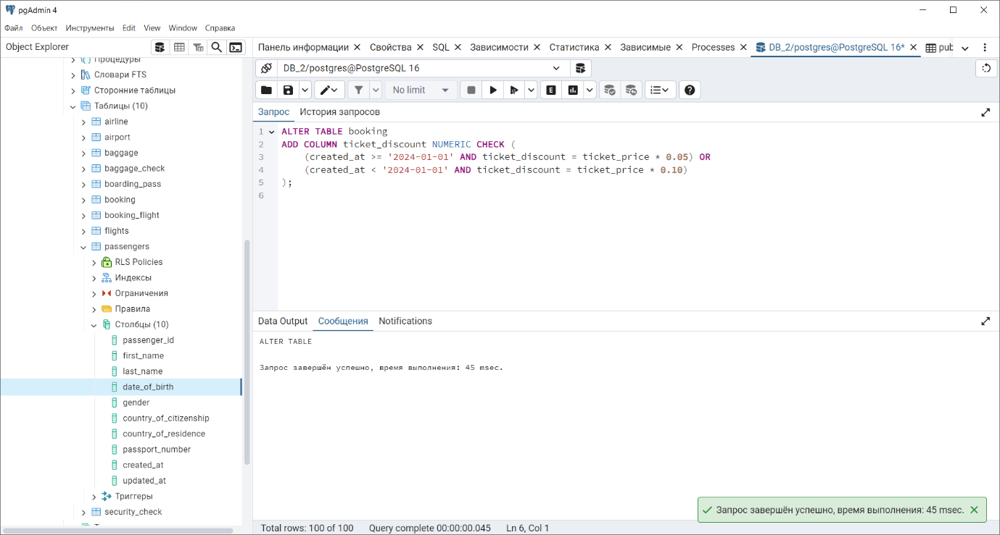 pgAdmin 4
Файл Объект Инструменты Edit View Window Справка
Object Explorer
Процедуры
Словари FTS
Сторонние таблицы
Таблицы (10)
airline
airport
baggage
baggage_check
boarding_pass
booking
booking_flight
flights
passengers
RLS Policies
Индексы
Ограничения
Правила
Столбцы (10)
passenger_id
first_name
last_name
date_of_birth
gender
country_of_citizenship
country_of_residence
passport_number
created_at
updated_at
Триггеры
security_check
Панель информации Свойства SQL Зависимости Статистика Зависимые Processes DB_2/postgres@PostgreSQL 16* pub
DB_2/postgres@PostgreSQL 16
No limit E
Запрос История запросов
1 ALTER TABLE booking
2 ADD COLUMN ticket_discount NUMERIC CHECK (
3 (created_at >= '2024-01-01' AND ticket_discount = ticket_price * 0.05) OR
4 (created_at < '2024-01-01' AND ticket_discount = ticket_price * 0.10)
5 );
6
Data Output Сообщения Notifications
ALTER TABLE
Запрос завершён успешно, время выполнения: 45 msec.
Запрос завершён успешно, время выполнения: 45 msec.
Total rows: 100 of 100 Query complete 00:00:00.045 Ln 6, Col 1